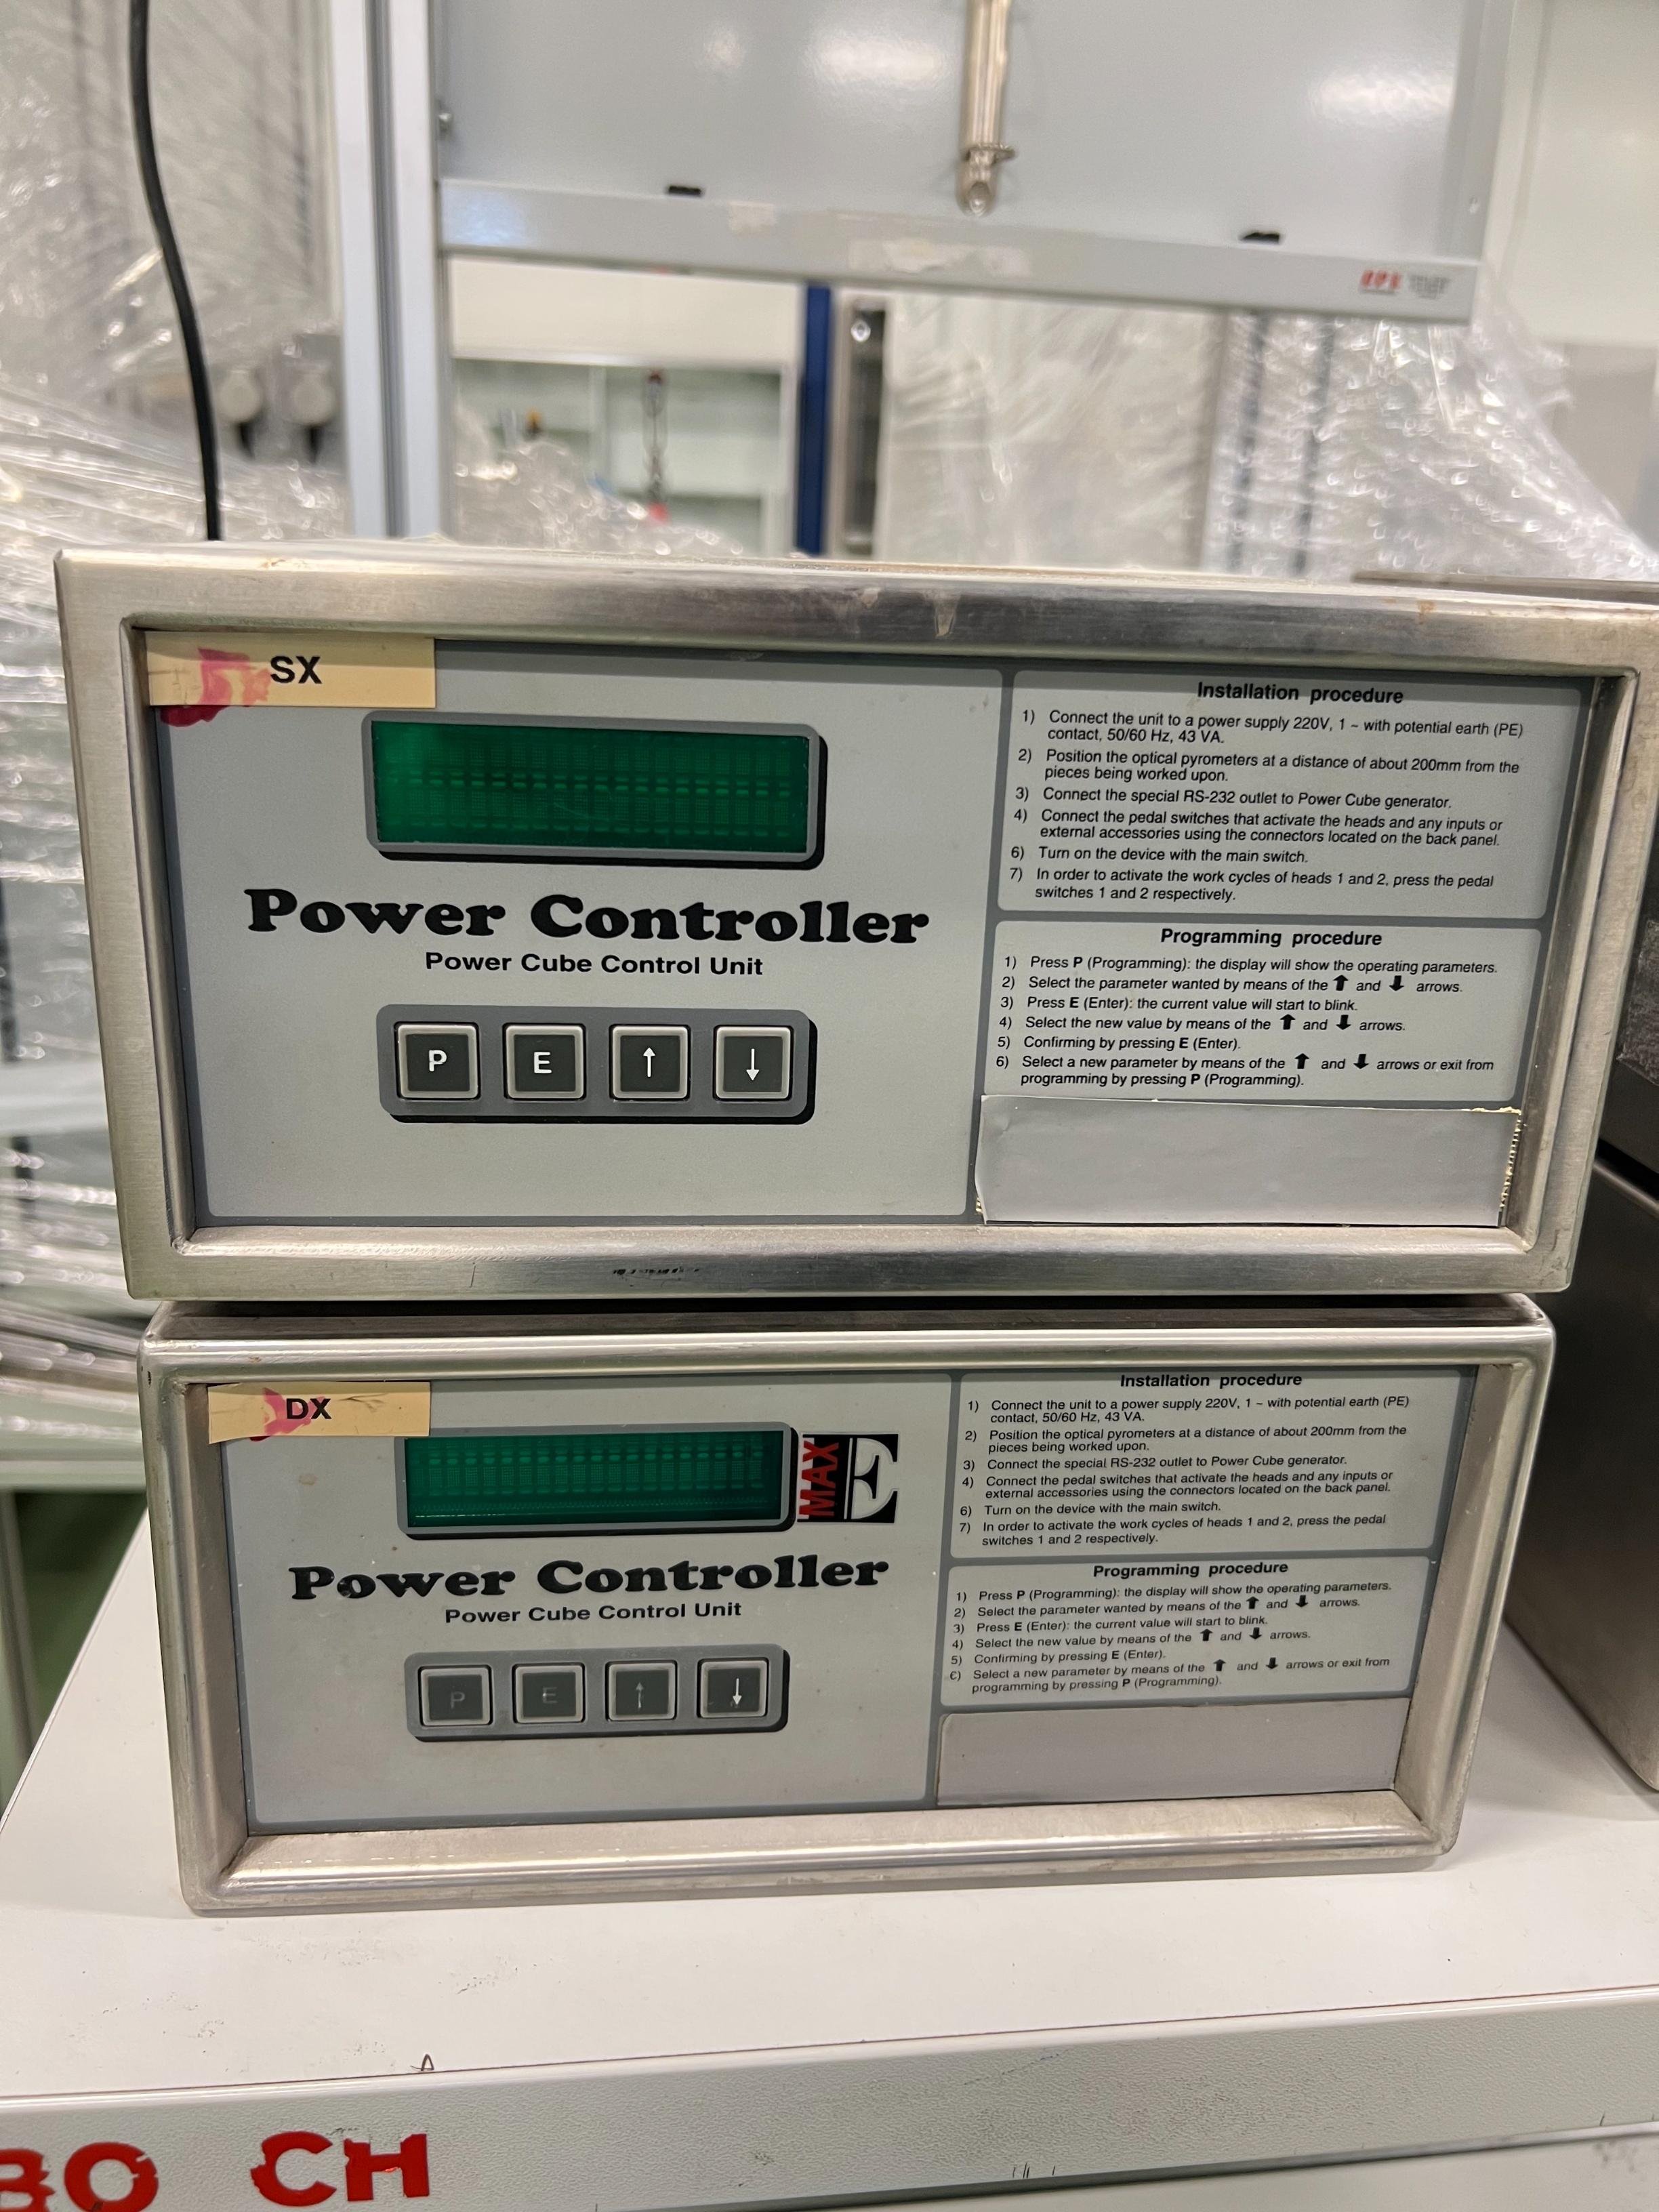 SX
Power Controller
Power Cube Control Unit
P E ↑ ↓
Installation procedure
1) Connect the unit to a power supply 220V, 1 ~ with potential earth (PE)
contact, 50/60 Hz, 43 VA.
2) Position the optical pyrometers at a distance of about 200mm from the
pieces being worked upon.
3) Connect the special RS-232 outlet to Power Cube generator.
4) Connect the pedal switches that activate the heads and any inputs or
external accessories using the connectors located on the back panel.
6) Turn on the device with the main switch.
7) In order to activate the work cycles of heads 1 and 2, press the pedal
switches 1 and 2 respectively.
Programming procedure
1) Press P (Programming): the display will show the operating parameters.
2) Select the parameter wanted by means of the ⬆ and ⬇ arrows.
3) Press E (Enter): the current value will start to blink.
4) Select the new value by means of the ⬆ and ⬇ arrows.
5) Confirming by pressing E (Enter).
6) Select a new parameter by means of the ⬆ and ⬇ arrows or exit from
programming by pressing P (Programming).
DX
MAX E
Power Controller
Power Cube Control Unit
P E ↑ ↓
Installation procedure
1) Connect the unit to a power supply 220V, 1 ~ with potential earth (PE)
contact, 50/60 Hz, 43 VA.
2) Position the optical pyrometers at a distance of about 200mm from the
pieces being worked upon.
3) Connect the special RS-232 outlet to Power Cube generator.
4) Connect the pedal switches that activate the heads and any inputs or
external accessories using the connectors located on the back panel.
6) Turn on the device with the main switch.
7) In order to activate the work cycles of heads 1 and 2, press the pedal
switches 1 and 2 respectively.
Programming procedure
1) Press P (Programming): the display will show the operating parameters.
2) Select the parameter wanted by means of the ⬆ and ⬇ arrows.
3) Press E (Enter): the current value will start to blink.
4) Select the new value by means of the ⬆ and ⬇ arrows.
5) Confirming by pressing E (Enter).
6) Select a new parameter by means of the ⬆ and ⬇ arrows or exit from
programming by pressing P (Programming).
BO CH